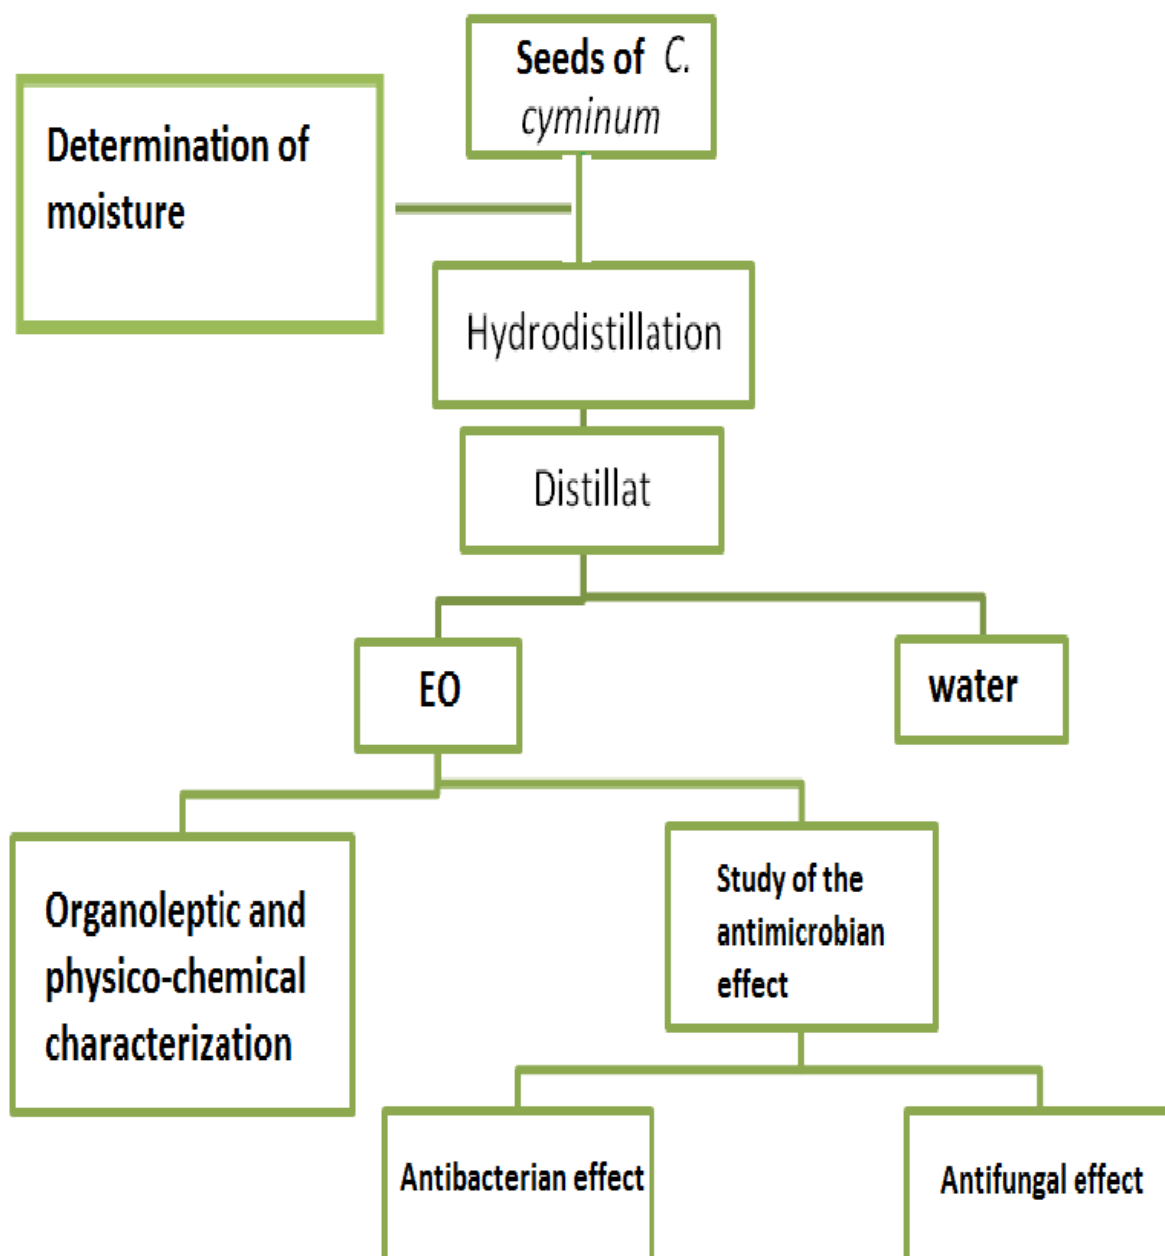 Seeds of C.
cyminum
Determination of
moisture
Hydrodistillation
Distillat
EO
water
Organoleptic and
physico-chemical
characterization
Study of the
antimicrobian
effect
Antibacterian effect
Antifungal effect